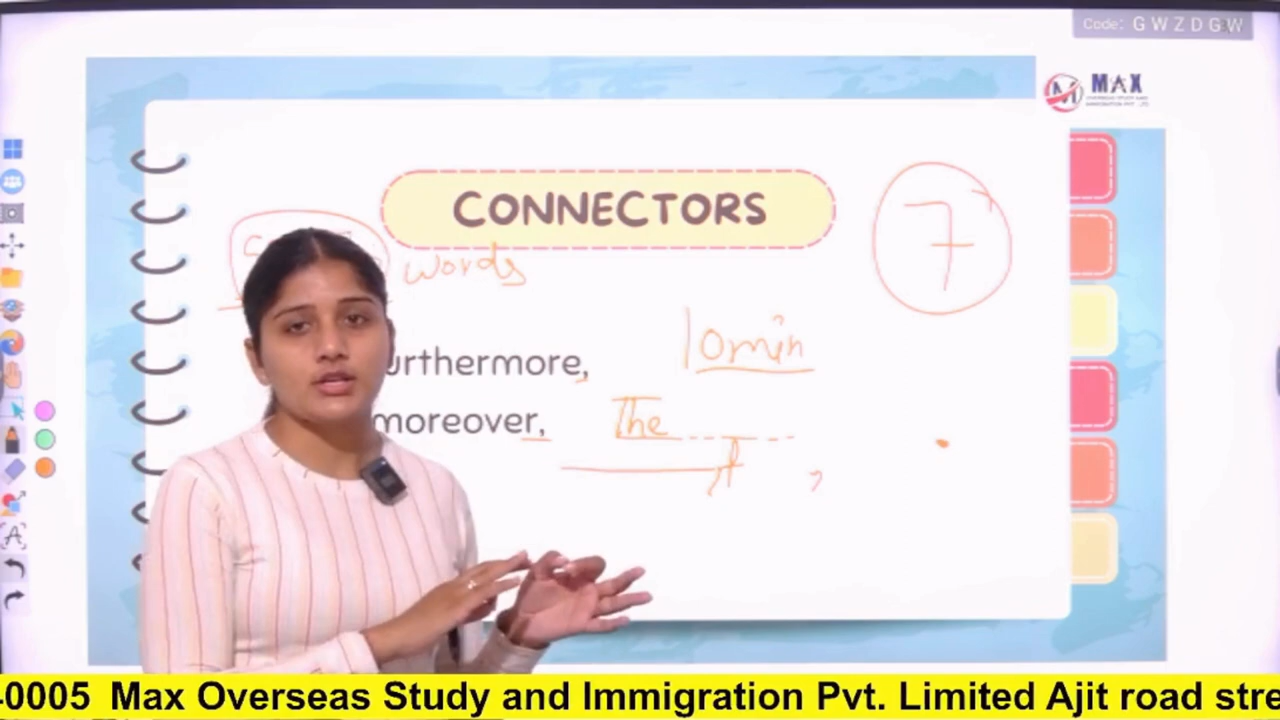 Code: GWZDGW
MAX
CONNECTORS
7
words
urthermore,
10min
moreover,
The
-0005 Max Overseas Study and Immigration Pvt. Limited Ajit road stre